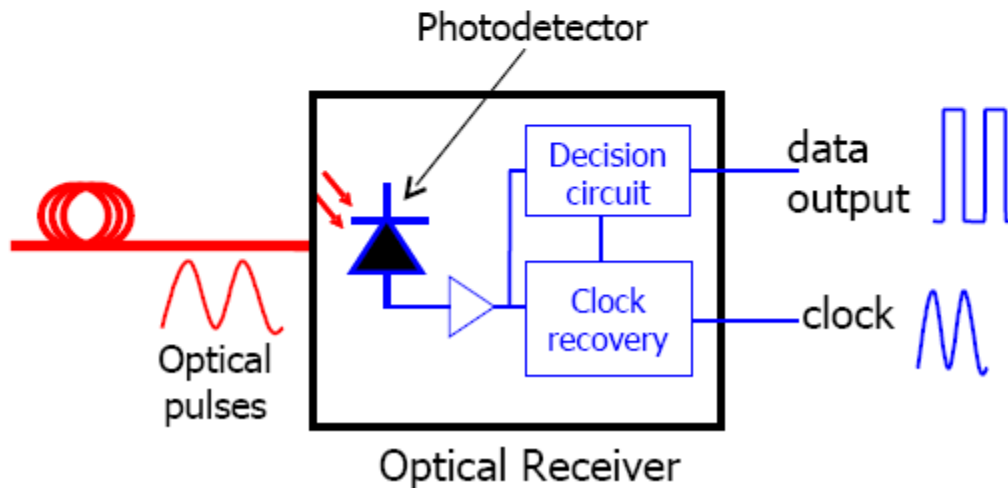 Photodetector
Decision
circuit
data
output
Clock
recovery
clock
Optical
pulses
Optical Receiver